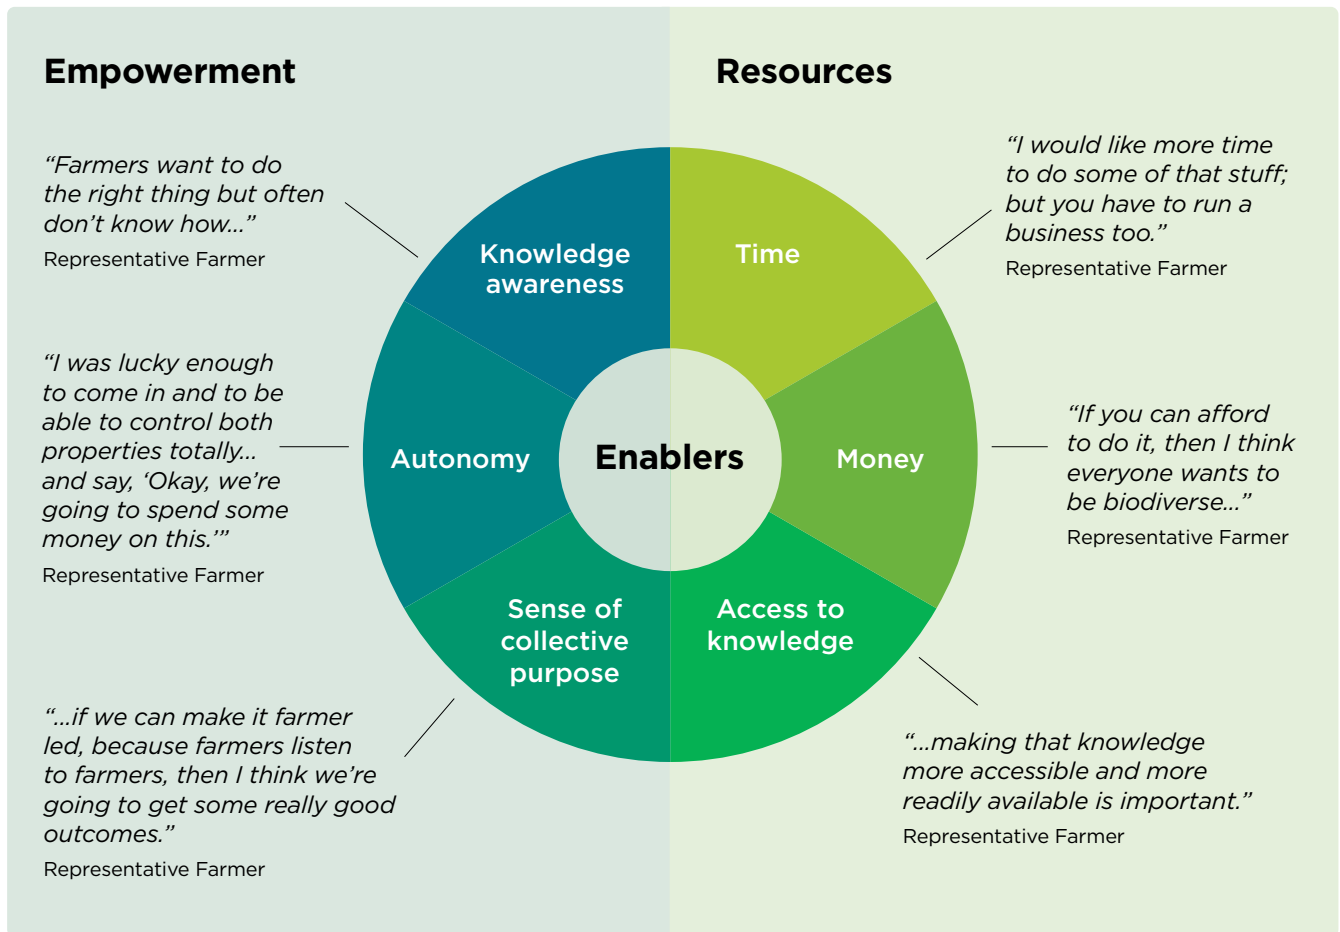 Empowerment
“Farmers want to do
the right thing but often
don’t know how...”
Representative Farmer
“I was lucky enough
to come in and to be
able to control both
properties totally...
and say, ‘Okay, we’re
going to spend some
money on this.’”
Representative Farmer
“...if we can make it farmer
led, because farmers listen
to farmers, then I think we’re
going to get some really good
outcomes.”
Representative Farmer
Knowledge
awareness
Autonomy
Sense of
collective
purpose
Enablers
Resources
Time
Money
Access to
knowledge
“I would like more time
to do some of that stuff;
but you have to run a
business too.”
Representative Farmer
“If you can afford
to do it, then I think
everyone wants to
be biodiverse...”
Representative Farmer
“...making that knowledge
more accessible and more
readily available is important.”
Representative Farmer